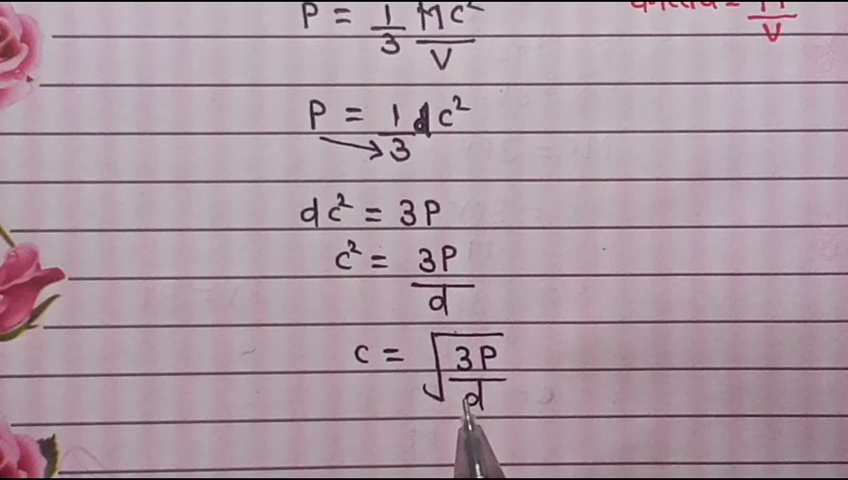 P = 1/3 Mc²/V
= M/V
P = 1/3 dc²
dc² = 3P
c² = 3P/d
c = √(3P/d)